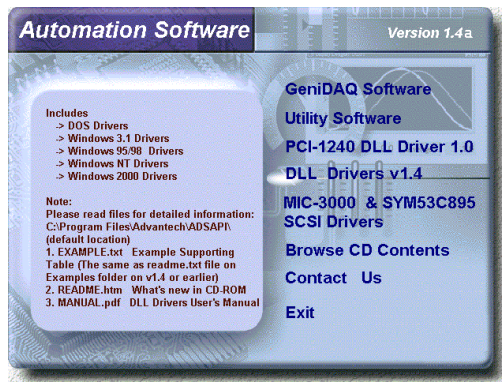 Automation Software
Version 1.4a
Includes
-> DOS Drivers
-> Windows 3.1 Drivers
-> Windows 95/98 Drivers
-> Windows NT Drivers
-> Windows 2000 Drivers
Note:
Please read files for detailed information:
C:\Program Files\Advantech\ADSAPI\
(default location)
1. EXAMPLE.txt Example Supporting
Table (The same as readme.txt file on
Examples folder on v1.4 or earlier)
2. README.htm What's new in CD-ROM
3. MANUAL.pdf DLL Drivers User's Manual
GeniDAQ Software
Utility Software
PCI-1240 DLL Driver 1.0
DLL Drivers v1.4
MIC-3000 & SYM53C895
SCSI Drivers
Browse CD Contents
Contact Us
Exit